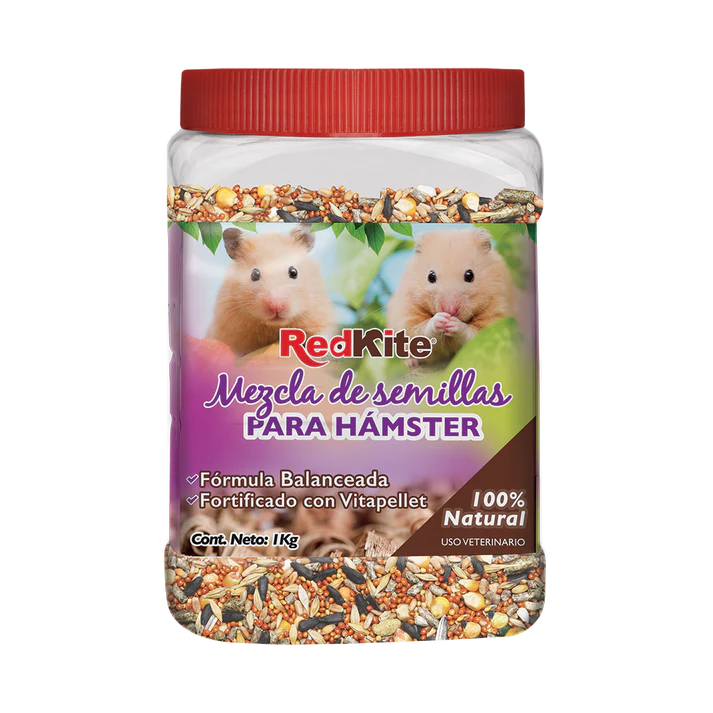 RedKite®
Mezcla de semillas
PARA HÁMSTER
Fórmula Balanceada
Fortificado con Vitapellet
100%
Natural
Cont. Neto: 1Kg
USO VETERINARIO